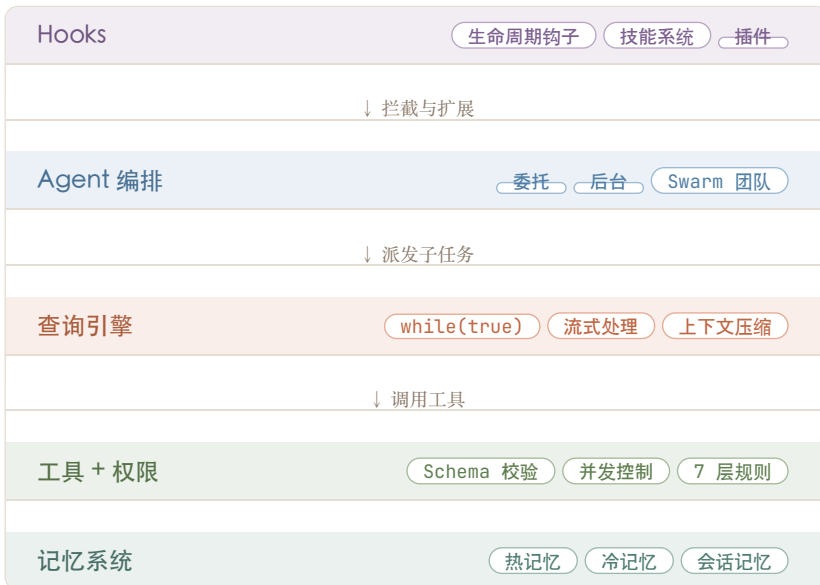 Hooks 生命周期钩子 技能系统 插件
↓ 拦截与扩展
Agent 编排 委托 后台 Swarm 团队
↓ 派发子任务
查询引擎 while(true) 流式处理 上下文压缩
↓ 调用工具
工具 + 权限 Schema 校验 并发控制 7 层规则
记忆系统 热记忆 冷记忆 会话记忆